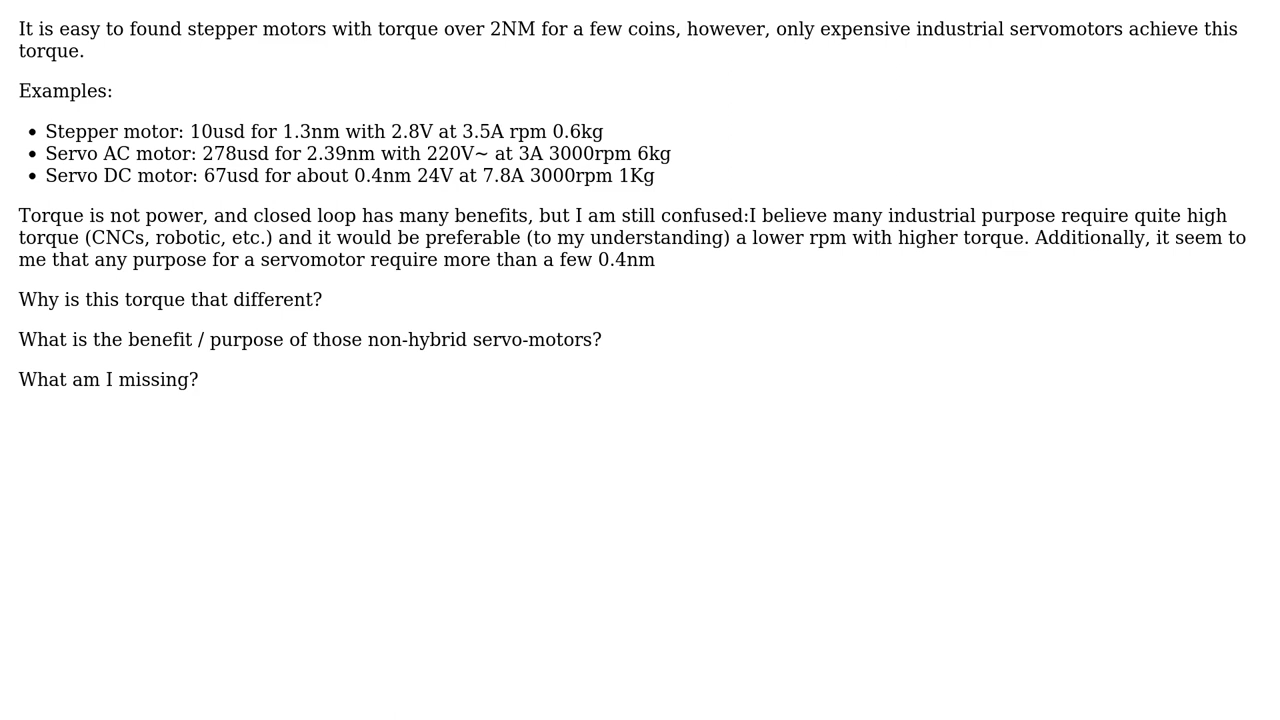 It is easy to found stepper motors with torque over 2NM for a few coins, however, only expensive industrial servomotors achieve this
torque.
Examples:
• Stepper motor: 10usd for 1.3nm with 2.8V at 3.5A rpm 0.6kg
• Servo AC motor: 278usd for 2.39nm with 220V~ at 3A 3000rpm 6kg
• Servo DC motor: 67usd for about 0.4nm 24V at 7.8A 3000rpm 1Kg
Torque is not power, and closed loop has many benefits, but I am still confused:I believe many industrial purpose require quite high
torque (CNCs, robotic, etc.) and it would be preferable (to my understanding) a lower rpm with higher torque. Additionally, it seem to
me that any purpose for a servomotor require more than a few 0.4nm
Why is this torque that different?
What is the benefit / purpose of those non-hybrid servo-motors?
What am I missing?